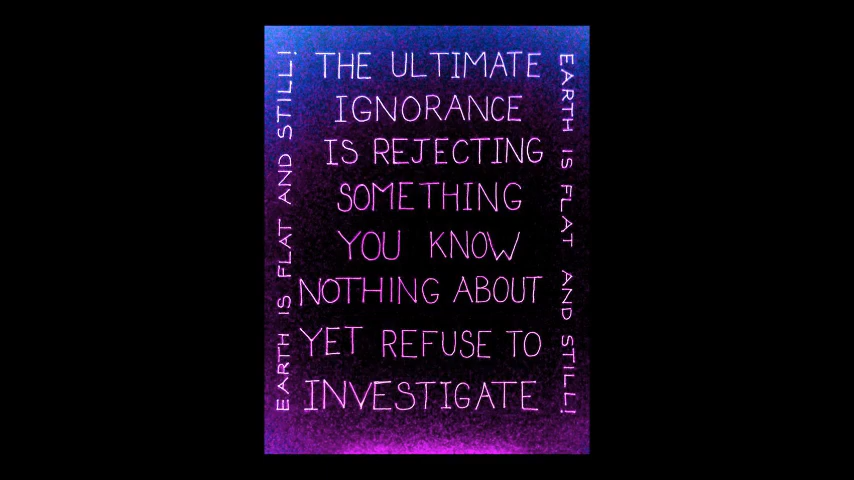 EARTH IS FLAT AND STILL!
THE ULTIMATE
IGNORANCE
IS REJECTING
SOMETHING
YOU KNOW
NOTHING ABOUT
YET REFUSE TO
INVESTIGATE
EARTH IS FLAT AND STILL!